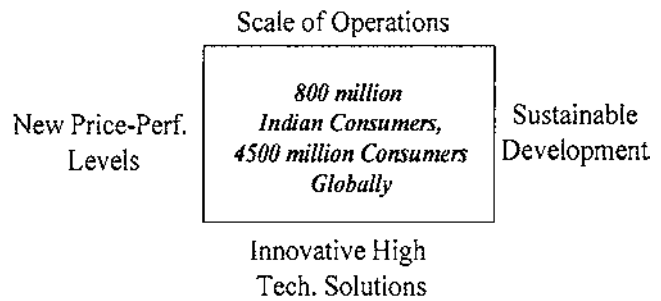 Scale of Operations
New Price-Perf.
Levels
800 million
Indian Consumers,
4500 million Consumers
Globally
Sustainable
Development
Innovative High
Tech. Solutions